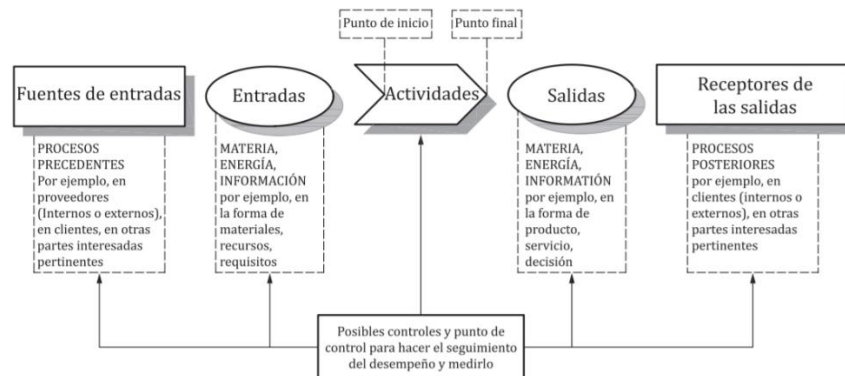 Punto de inicio
Punto final
Fuentes de entradas
Entradas
Actividades
Salidas
Receptores de
las salidas
PROCESOS
PRECEDENTES
Por ejemplo, en
proveedores
(Internos o externos),
en clientes, en otras
partes interesadas
pertinentes
MATERIA,
ENERGÍA,
INFORMACIÓN
por ejemplo, en
la forma de
materiales,
recursos,
requisitos
MATERIA,
ENERGÍA,
INFORMATIÓN
por ejemplo, en
la forma de
producto,
servicio,
decisión
PROCESOS
POSTERIORES
por ejemplo, en
clientes (internos o
externos), en otras
partes interesadas
pertinentes
Posibles controles y punto de
control para hacer el seguimiento
del desempeño y medirlo